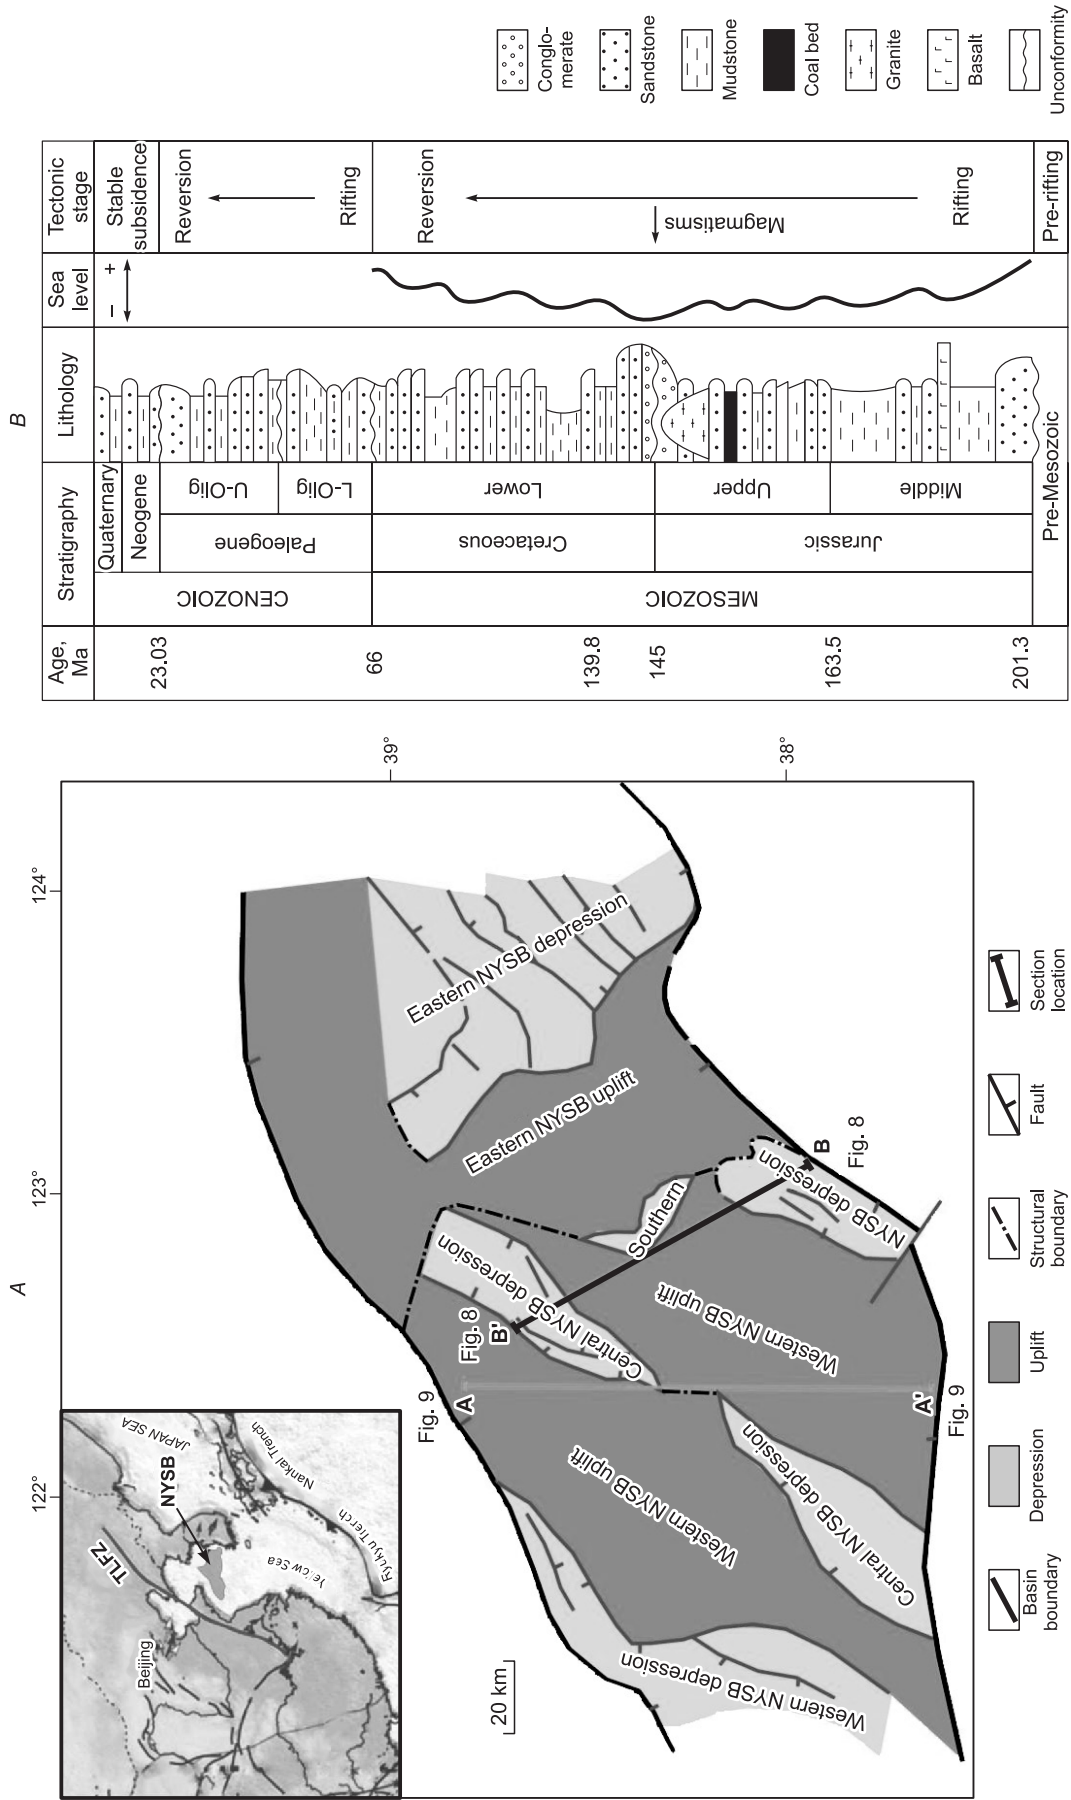 A
122°
123°
124°
39°
38°
Beijing
TLFZ
NYSB
JAPAN SEA
Nankai Trench
Yellow Sea
Fig. 9
A
Fig. 8
B'
Eastern NYSB depression
Eastern NYSB uplift
Central NYSB depression
Southern
NYSB depression
B
Fig. 8
Western NYSB uplift
Western NYSB uplift
Central NYSB depression
Western NYSB depression
A'
Fig. 9
20 km
Basin
boundary
Depression
Uplift
Structural
boundary
Fault
Section
location
B
Age,
Ma
Stratigraphy
Lithology
Sea
level
Tectonic
stage
23.03
66
139.8
145
163.5
201.3
CENOZOIC
MESOZOIC
Quaternary
Neogene
Paleogene
U-Olig
L-Olig
Cretaceous
Lower
Jurassic
Upper
Middle
Pre-Mesozoic
– +
Stable
subsidence
Reversion
Rifting
Reversion
Magmatisms
Rifting
Pre-rifting
Conglo-
merate
Sandstone
Mudstone
Coal bed
Granite
Basalt
Unconformity